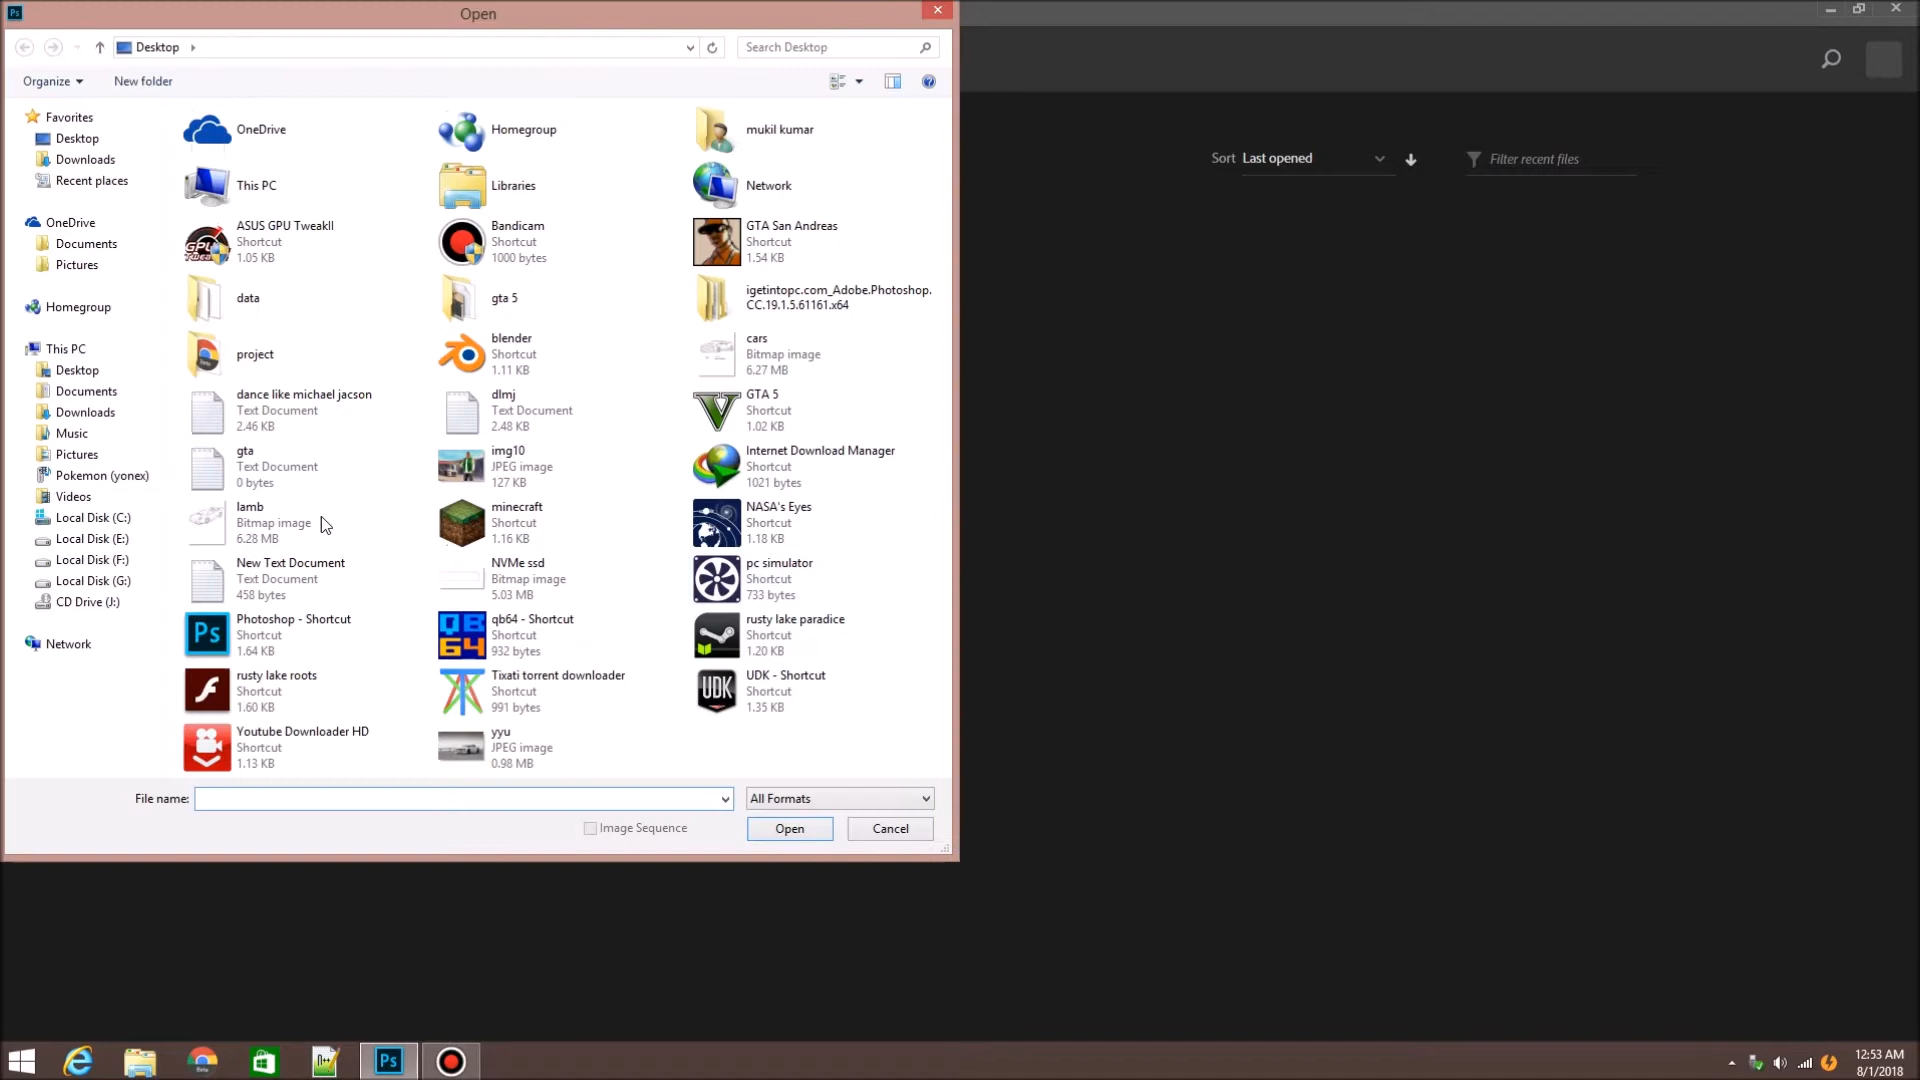 Ps
Open
Desktop
Search Desktop
Organize
New folder
Sort Last opened
Filter recent files
Favorites
Desktop
Downloads
Recent places
OneDrive
Documents
Pictures
Homegroup
This PC
Desktop
Documents
Downloads
Music
Pictures
Pokemon (yonex)
Videos
Local Disk (C:)
Local Disk (E:)
Local Disk (F:)
Local Disk (G:)
CD Drive (J:)
Network
OneDrive
Homegroup
mukil kumar
This PC
Libraries
Network
ASUS GPU TweakII
Shortcut
1.05 KB
Bandicam
Shortcut
1000 bytes
GTA San Andreas
Shortcut
1.54 KB
data
gta 5
igetintopc.com_Adobe.Photoshop.
CC.19.1.5.61161.x64
project
blender
Shortcut
1.11 KB
cars
Bitmap image
6.27 MB
dance like michael jacson
Text Document
2.46 KB
dlmj
Text Document
2.48 KB
GTA 5
Shortcut
1.02 KB
gta
Text Document
0 bytes
img10
JPEG image
127 KB
Internet Download Manager
Shortcut
1021 bytes
lamb
Bitmap image
6.28 MB
minecraft
Shortcut
1.16 KB
NASA's Eyes
Shortcut
1.18 KB
New Text Document
Text Document
458 bytes
NVMe ssd
Bitmap image
5.03 MB
pc simulator
Shortcut
733 bytes
Ps
Photoshop - Shortcut
Shortcut
1.64 KB
QB
64
qb64 - Shortcut
Shortcut
932 bytes
rusty lake paradice
Shortcut
1.20 KB
rusty lake roots
Shortcut
1.60 KB
Tixati torrent downloader
Shortcut
991 bytes
UDK
UDK - Shortcut
Shortcut
1.35 KB
Youtube Downloader HD
Shortcut
1.13 KB
yyu
JPEG image
0.98 MB
File name:
All Formats
Image Sequence
Open
Cancel
Ps
12:53 AM
8/1/2018